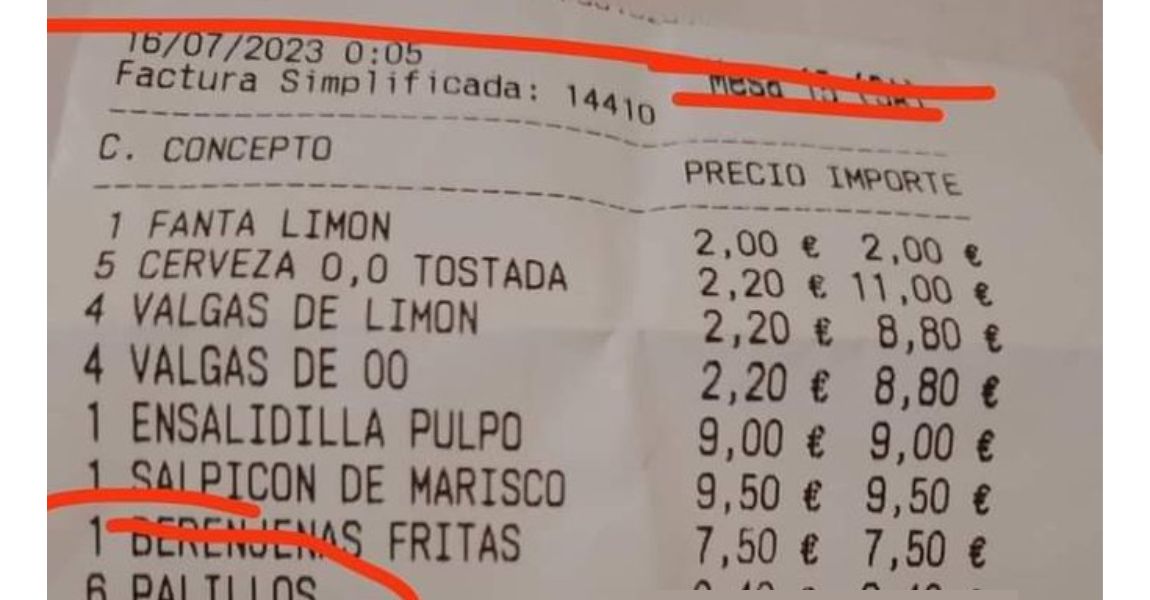 16/07/2023 0:05
Factura Simplificada: 14410 Mesa
C. CONCEPTO PRECIO IMPORTE
1 FANTA LIMON 2,00 € 2,00 €
5 CERVEZA 0,0 TOSTADA 2,20 € 11,00 €
4 VALGAS DE LIMON 2,20 € 8,80 €
4 VALGAS DE 00 2,20 € 8,80 €
1 ENSALIDILLA PULPO 9,00 € 9,00 €
1 SALPICON DE MARISCO 9,50 € 9,50 €
1 BERENJENAS FRITAS 7,50 € 7,50 €
6 PALILLOS